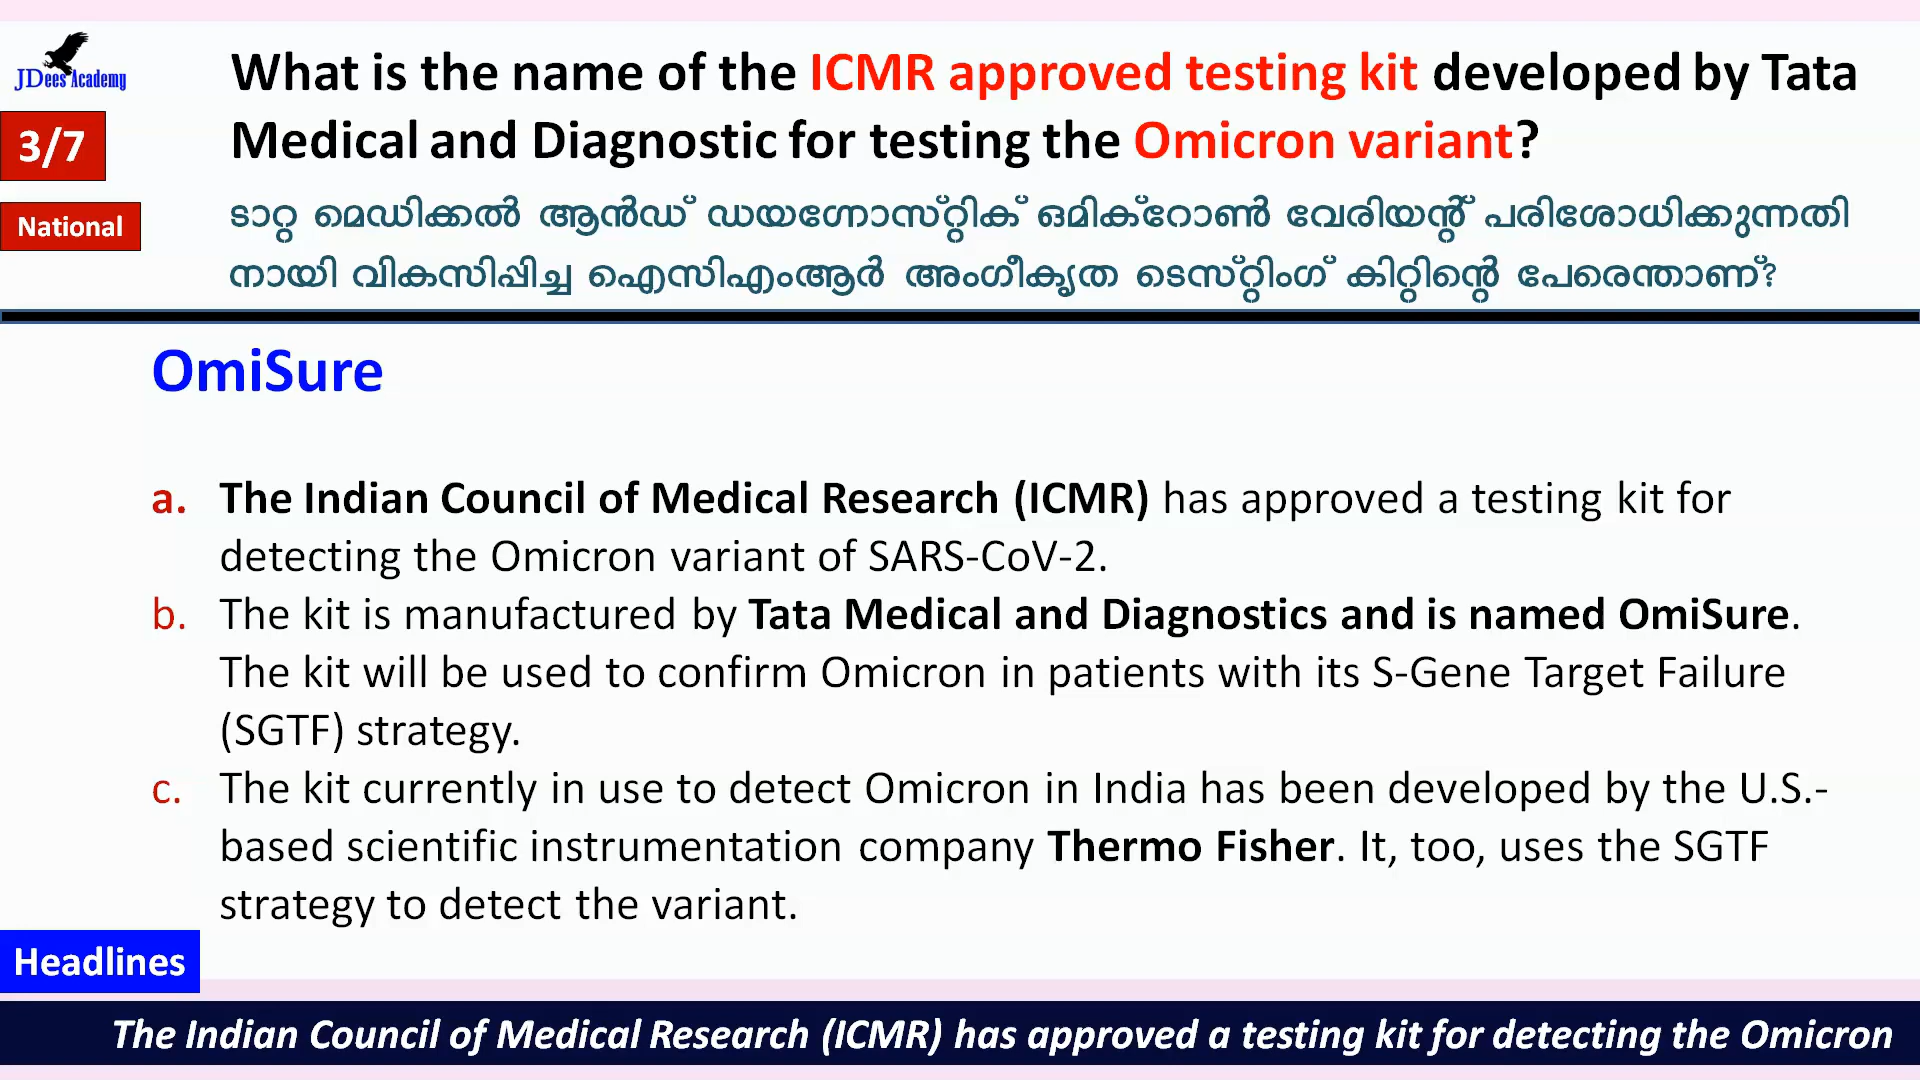 JDees Academy
What is the name of the ICMR approved testing kit developed by Tata
Medical and Diagnostic for testing the Omicron variant?
3/7
National
ടാറ്റ മെഡിക്കൽ ആൻഡ് ഡയഗ്നോസ്റ്റിക് ഒമിക്റോൺ വേരിയന്റ് പരിശോധിക്കുന്നതി
നായി വികസിപ്പിച്ച ഐസിഎംആർ അംഗീകൃത ടെസ്റ്റിംഗ് കിറ്റിന്റെ പേരെന്താണ്?
OmiSure
a. The Indian Council of Medical Research (ICMR) has approved a testing kit for
detecting the Omicron variant of SARS-CoV-2.
b. The kit is manufactured by Tata Medical and Diagnostics and is named OmiSure.
The kit will be used to confirm Omicron in patients with its S-Gene Target Failure
(SGTF) strategy.
c. The kit currently in use to detect Omicron in India has been developed by the U.S.-
based scientific instrumentation company Thermo Fisher. It, too, uses the SGTF
strategy to detect the variant.
Headlines
The Indian Council of Medical Research (ICMR) has approved a testing kit for detecting the Omicron